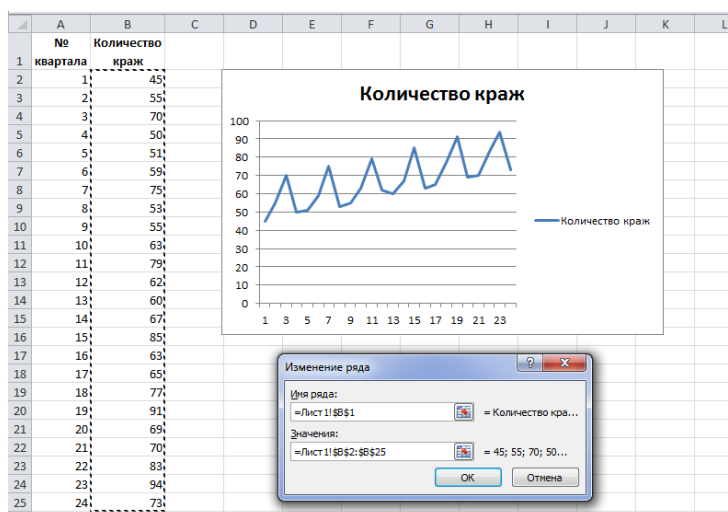 A B C D E F G H I J K L
№ Количество
1 квартала краж
2 1 45
3 2 55
4 3 70
5 4 50
6 5 51
7 6 59
8 7 75
9 8 53
10 9 55
11 10 63
12 11 79
13 12 62
14 13 60
15 14 67
16 15 85
17 16 63
18 17 65
19 18 77
20 19 91
21 20 69
22 21 70
23 22 83
24 23 94
25 24 73
Количество краж
100
90
80
70
60
50
40
30
20
10
0
1 3 5 7 9 11 13 15 17 19 21 23
Количество краж
Изменение ряда
Имя ряда:
=Лист1!$B$1 = Количество кра...
Значения:
=Лист1!$B$2:$B$25 = 45; 55; 70; 50...
ОК Отмена